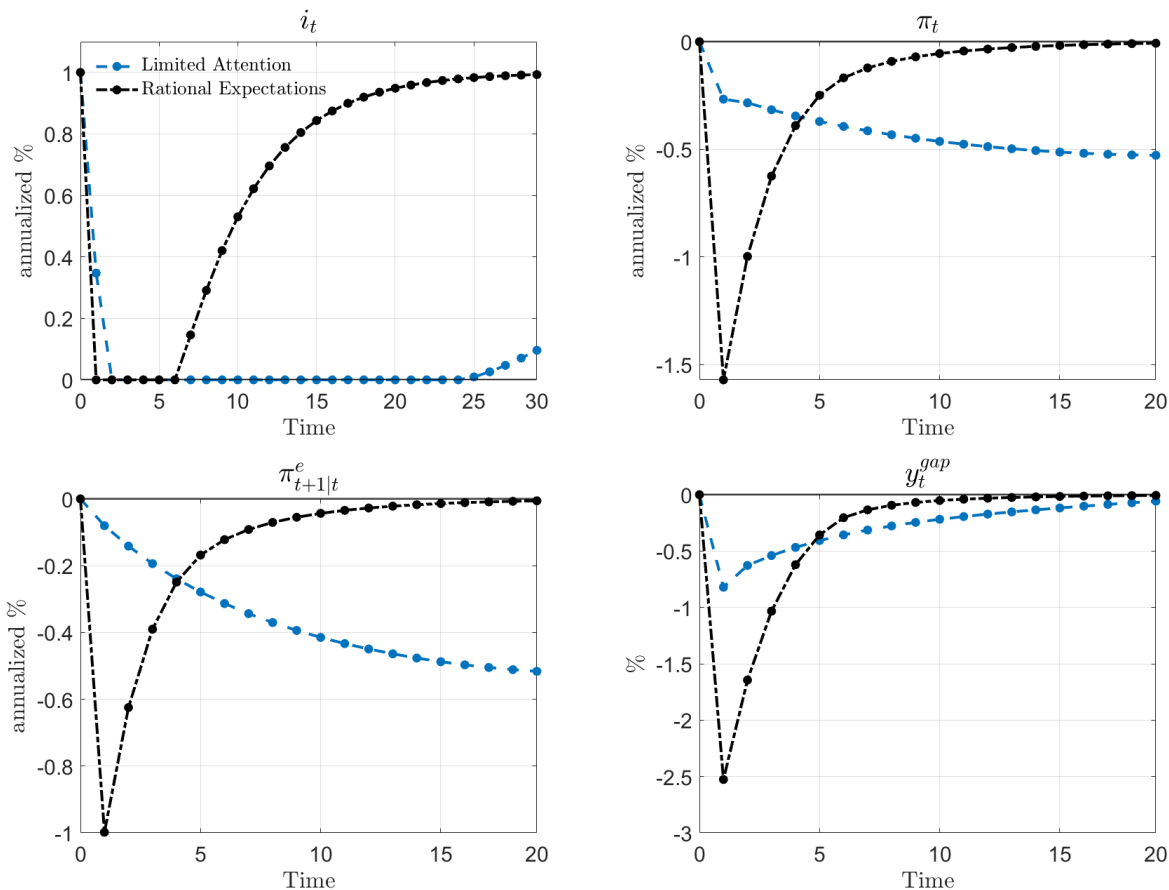 i_t
annualized %
1
0.8
0.6
0.4
0.2
0
Limited Attention
Rational Expectations
0 5 10 15 20 25 30
Time
π_t
annualized %
0
-0.5
-1
-1.5
0 5 10 15 20
Time
π^e_{t+1|t}
annualized %
0
-0.2
-0.4
-0.6
-0.8
-1
0 5 10 15 20
Time
y_t^{gap}
%
0
-0.5
-1
-1.5
-2
-2.5
-3
0 5 10 15 20
Time